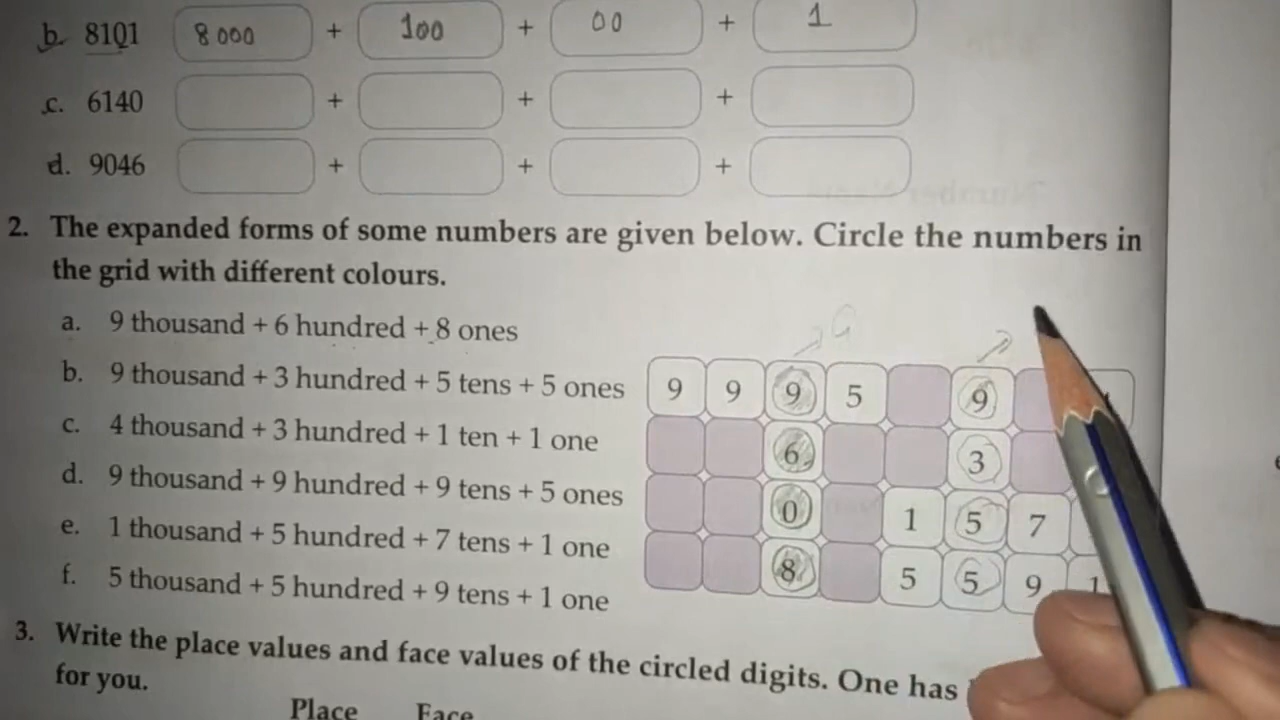 b. 8101 8000 + 100 + 00 + 1
c. 6140 + + +
d. 9046 + + +
2. The expanded forms of some numbers are given below. Circle the numbers in
the grid with different colours.
a. 9 thousand + 6 hundred + 8 ones
b. 9 thousand + 3 hundred + 5 tens + 5 ones
c. 4 thousand + 3 hundred + 1 ten + 1 one
d. 9 thousand + 9 hundred + 9 tens + 5 ones
e. 1 thousand + 5 hundred + 7 tens + 1 one
f. 5 thousand + 5 hundred + 9 tens + 1 one
9 9 9 5 9
6 3
0 1 5 7
8 5 5 9 1
3. Write the place values and face values of the circled digits. One has
for you.
Place Face